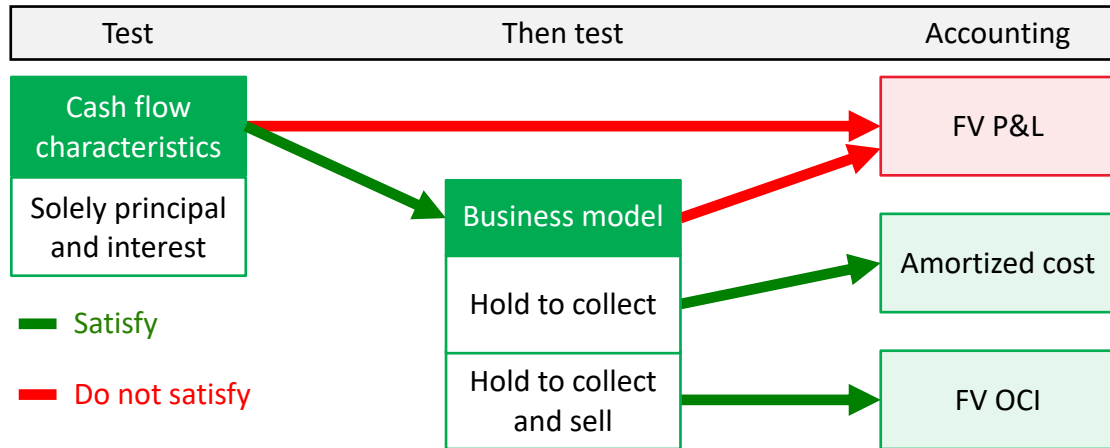 Test
Then test
Accounting
Cash flow
characteristics
Solely principal
and interest
Satisfy
Do not satisfy
Business model
Hold to collect
Hold to collect
and sell
FV P&L
Amortized cost
FV OCI